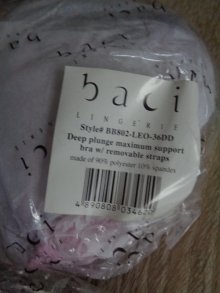 baci
LINGERIE
Style# BB802-LEO-36DD
Deep plunge maximum support
bra w/ removable straps
made of 90% polyester 10% spandex
baci